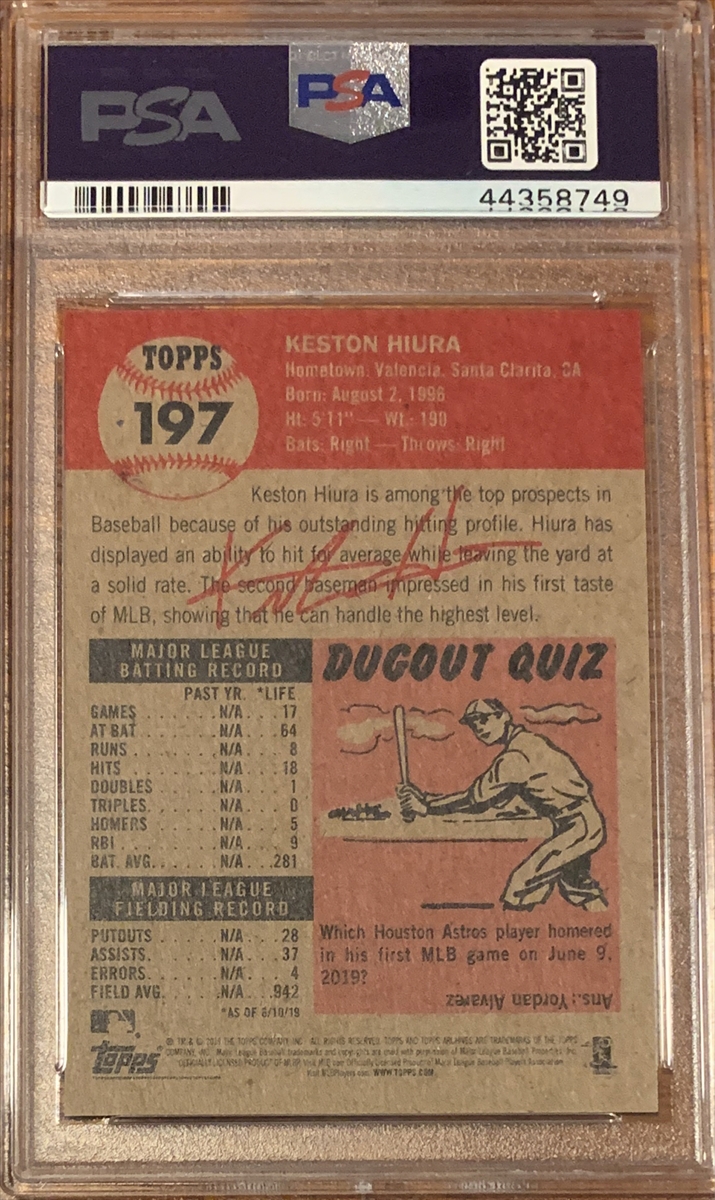 PSA
PSA
44358749
TOPPS
197
KESTON HIURA
Hometown: Valencia, Santa Clarita, CA
Born: August 2, 1996
Ht: 5'11" — Wt.: 190
Bats: Right — Throws: Right
Keston Hiura is among the top prospects in
Baseball because of his outstanding hitting profile. Hiura has
displayed an ability to hit for average while leaving the yard at
a solid rate. The second baseman impressed in his first taste
of MLB, showing that he can handle the highest level.
MAJOR LEAGUE
BATTING RECORD
PAST YR. *LIFE
GAMES . . . . . . . N/A . . . 17
AT BAT . . . . . . . N/A . . . 64
RUNS . . . . . . . N/A . . . 8
HITS . . . . . . . N/A . . . 18
DOUBLES . . . . . . N/A . . . 1
TRIPLES . . . . . . N/A . . . 0
HOMERS . . . . . . N/A . . . 5
RBI . . . . . . . N/A . . . 9
BAT. AVG. . . . . . N/A . . .281
MAJOR LEAGUE
FIELDING RECORD
PUTOUTS . . . . . . N/A . . . 28
ASSISTS. . . . . . . N/A . . . 37
ERRORS . . . . . . N/A . . . 4
FIELD AVG. . . . . .N/A . . .942
*AS OF 6/10/19
DUGOUT QUIZ
Which Houston Astros player homered
in his first MLB game on June 9,
2019?
Ans.: Yordan Alvarez
Topps
WWW.TOPPS.COM